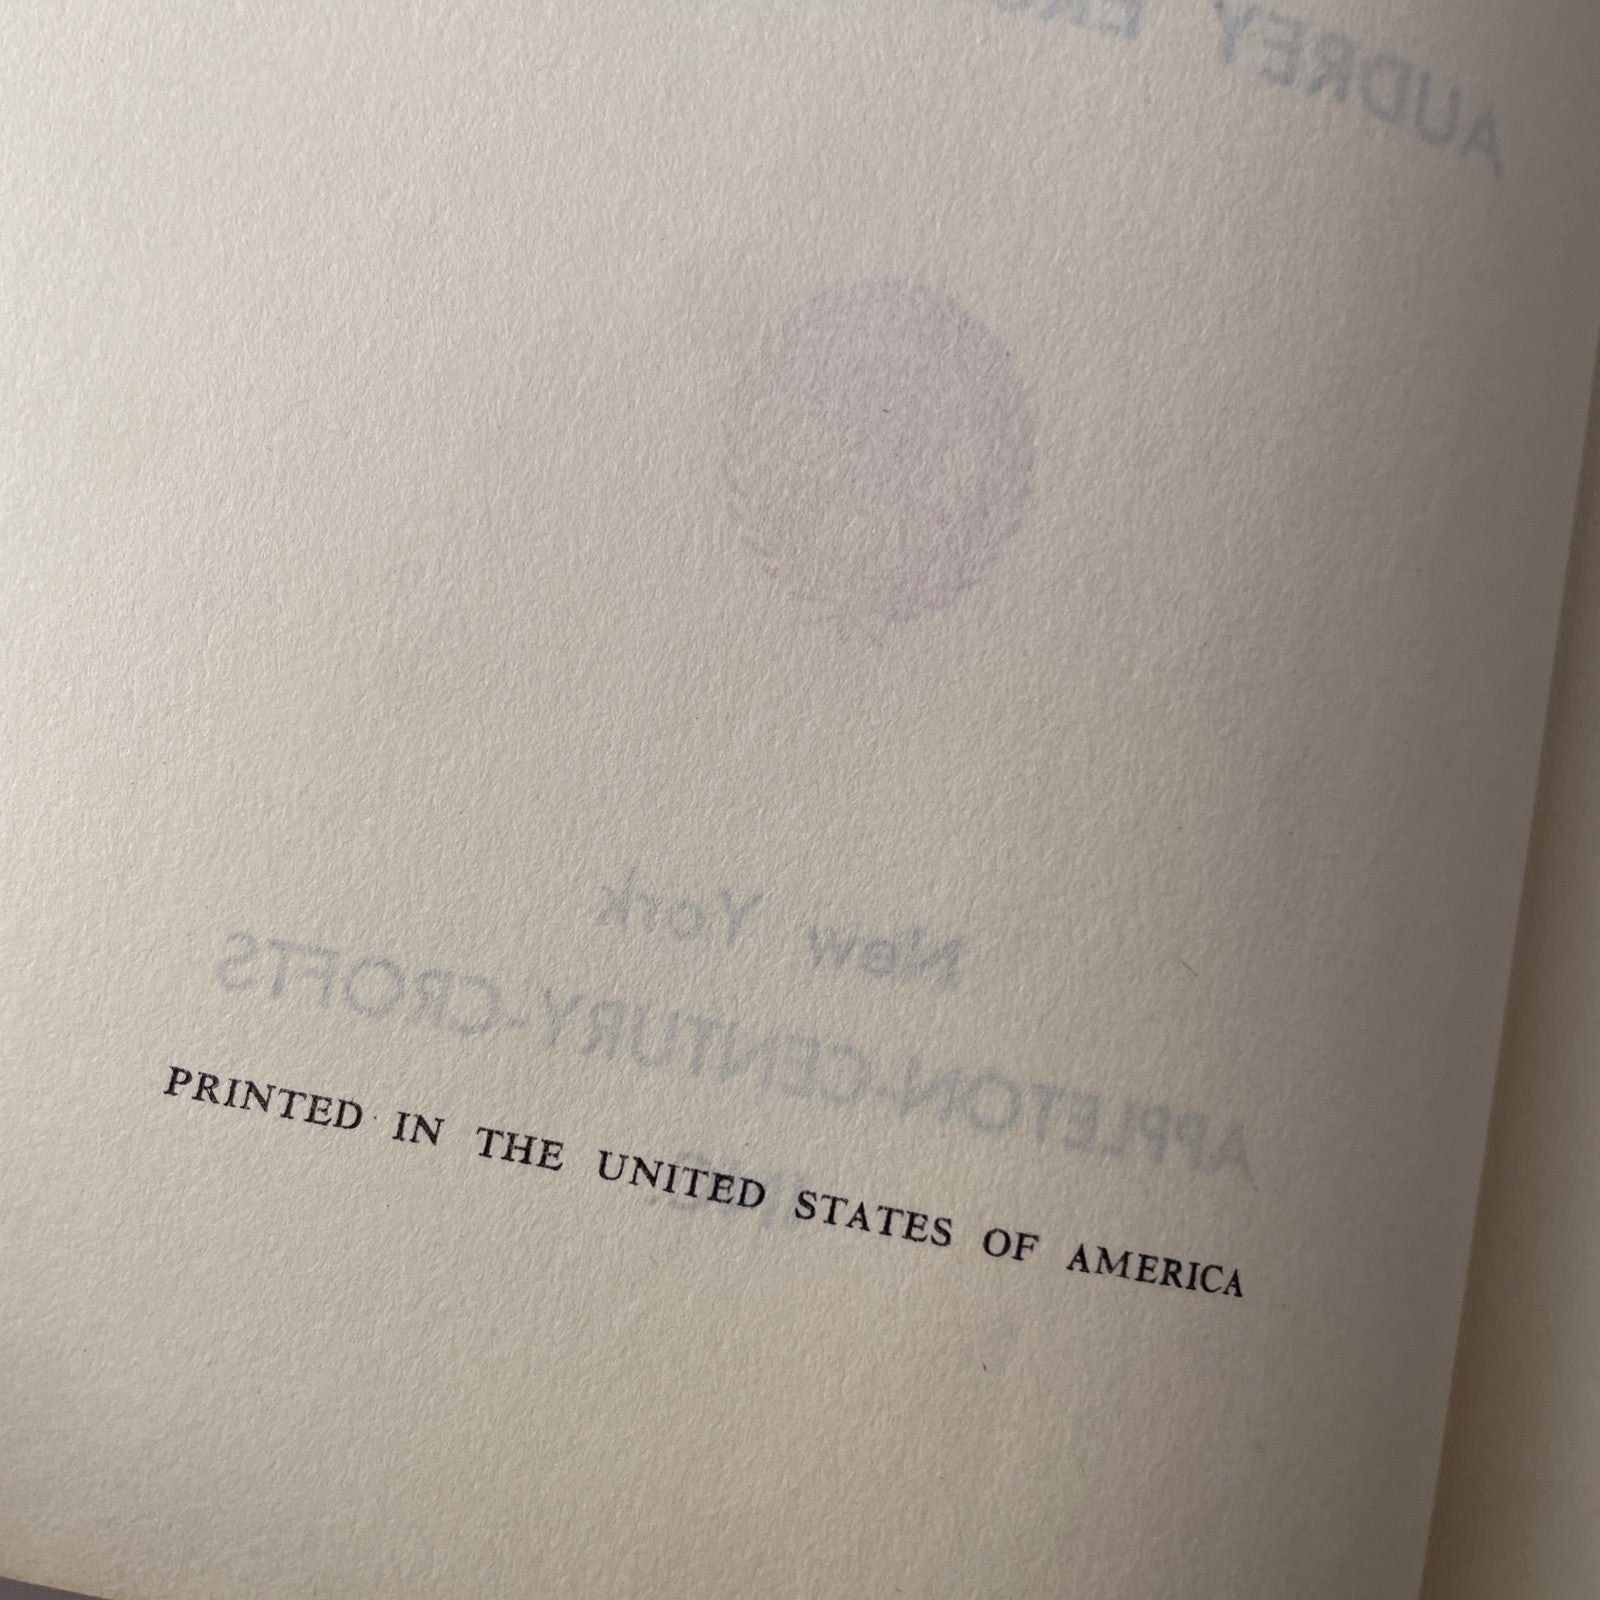 AUDREY
New York
APPLETON-CENTURY-CROFTS
PRINTED IN THE UNITED STATES OF AMERICA